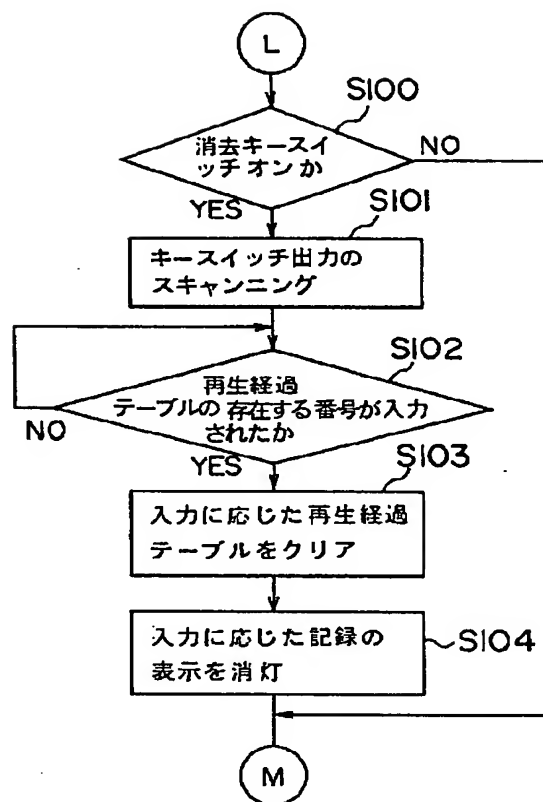 L
S100
消去キースイ
ッチオンか
NO
YES
S101
キースイッチ出力の
スキャンニング
S102
再生経過
テーブルの存在する番号が入力
されたか
NO
YES
S103
入力に応じた再生経過
テーブルをクリア
入力に応じた記録の
表示を消灯
S104
M